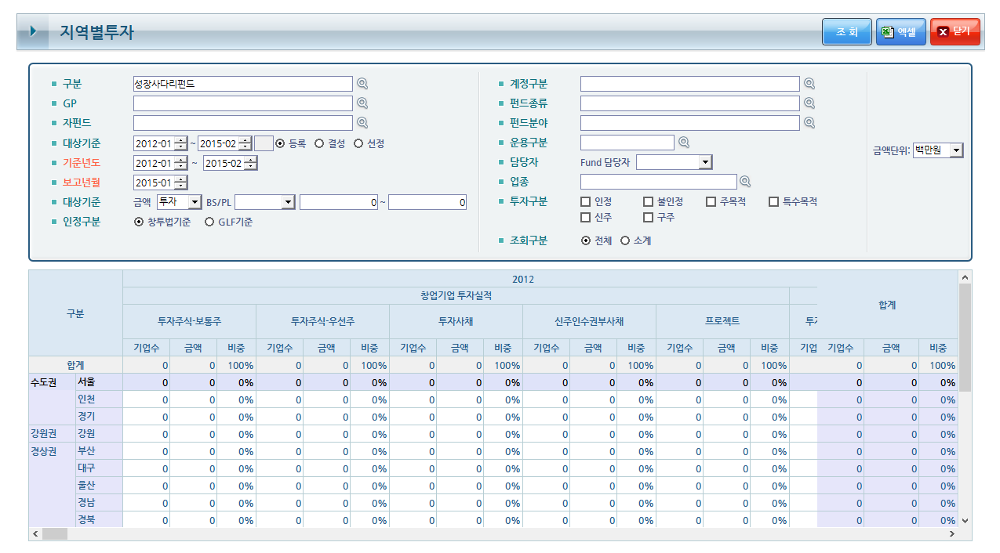 지역별투자
조 회
엑셀
닫기
구분 성장사다리펀드
GP
자펀드
대상기준 2012-01 ~ 2015-02 등록 결성 선정
기준년도 2012-01 ~ 2015-02
보고년월 2015-01
대상기준 금액 투자 BS/PL 0 ~ 0
인정구분 창투법기준 GLF기준
계정구분
펀드종류
펀드분야
운용구분
담당자 Fund 담당자
업종
투자구분 인정 불인정 주목적 특수목적
신주 구주
조회구분 전체 소계
금액단위: 백만원
2012
창업기업 투자실적
구분 합계
투자주식-보통주 투자주식-우선주 투자사채 신주인수권부사채 프로젝트
기업수 금액 비중 기업수 금액 비중 기업수 금액 비중 기업수 금액 비중 기업수 금액 비중 기업 기업수 금액 비중
합계 0 0 100% 0 0 100% 0 0 100% 0 0 100% 0 0 100% 0 0 100%
수도권 서울 0 0 0% 0 0 0% 0 0 0% 0 0 0% 0 0 0% 0 0 0%
인천 0 0 0% 0 0 0% 0 0 0% 0 0 0% 0 0 0% 0 0 0%
경기 0 0 0% 0 0 0% 0 0 0% 0 0 0% 0 0 0% 0 0 0%
강원권 강원 0 0 0% 0 0 0% 0 0 0% 0 0 0% 0 0 0% 0 0 0%
경상권 부산 0 0 0% 0 0 0% 0 0 0% 0 0 0% 0 0 0% 0 0 0%
대구 0 0 0% 0 0 0% 0 0 0% 0 0 0% 0 0 0% 0 0 0%
울산 0 0 0% 0 0 0% 0 0 0% 0 0 0% 0 0 0% 0 0 0%
경남 0 0 0% 0 0 0% 0 0 0% 0 0 0% 0 0 0% 0 0 0%
경북 0 0 0% 0 0 0% 0 0 0% 0 0 0% 0 0 0% 0 0 0%